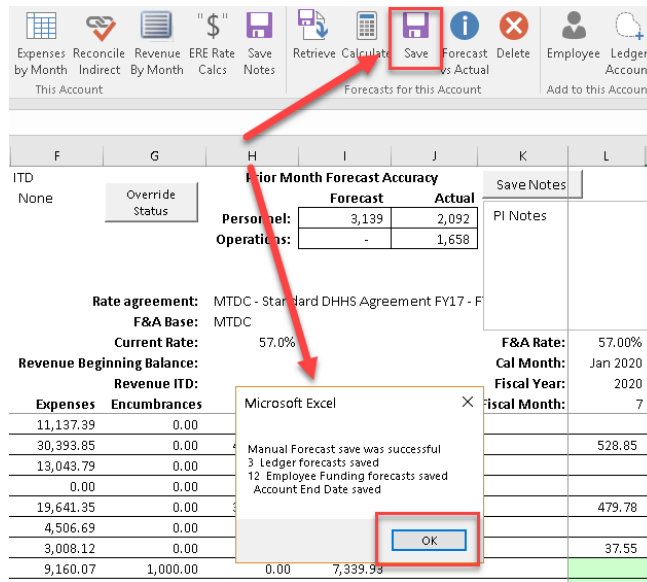 "$"
Expenses Reconcile Revenue ERE Rate Save Retrieve Calculate Save Forecast Delete Employee Ledger
by Month Indirect By Month Calcs Notes vs Actual Accoun
This Account Forecasts for this Account Add to this Accoun
F G H I J K L
ITD Prior Month Forecast Accuracy Save Notes
None Override Status Forecast Actual
Personnel: 3,139 2,092 PI Notes
Operations: - 1,658
Rate agreement: MTDC - Standard DHHS Agreement FY17 - F
F&A Base: MTDC
Current Rate: 57.0% F&A Rate: 57.00%
Revenue Beginning Balance: Cal Month: Jan 2020
Revenue ITD: Fiscal Year: 2020
Expenses Encumbrances Fiscal Month: 7
Microsoft Excel
Manual Forecast save was successful
3 Ledger forecasts saved
12 Employee Funding forecasts saved
Account End Date saved
OK
11,137.39 0.00
30,393.85 0.00 528.85
13,043.79 0.00
0.00 0.00
19,641.35 0.00 479.78
4,506.69 0.00
3,008.12 0.00 37.55
9,160.07 1,000.00 0.00 7,339.93